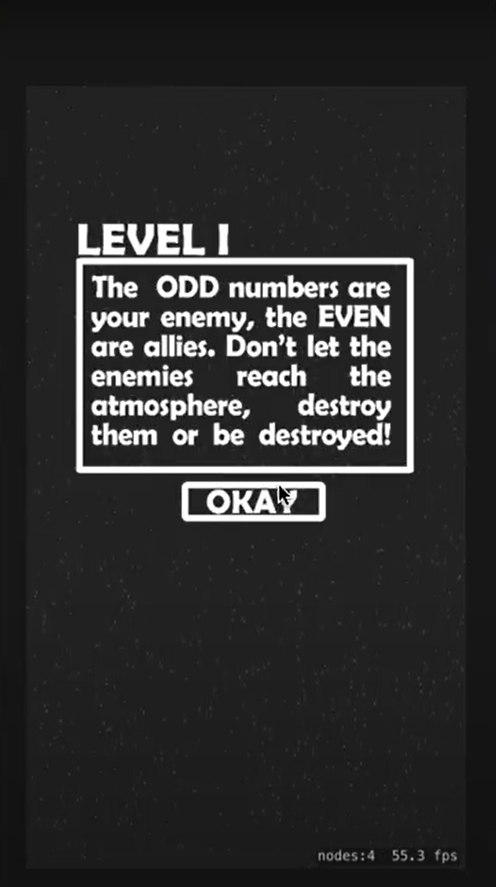 LEVEL I
The ODD numbers are
your enemy, the EVEN
are allies. Don't let the
enemies reach the
atmosphere, destroy
them or be destroyed!
OKAY
nodes:4 55.3 fps